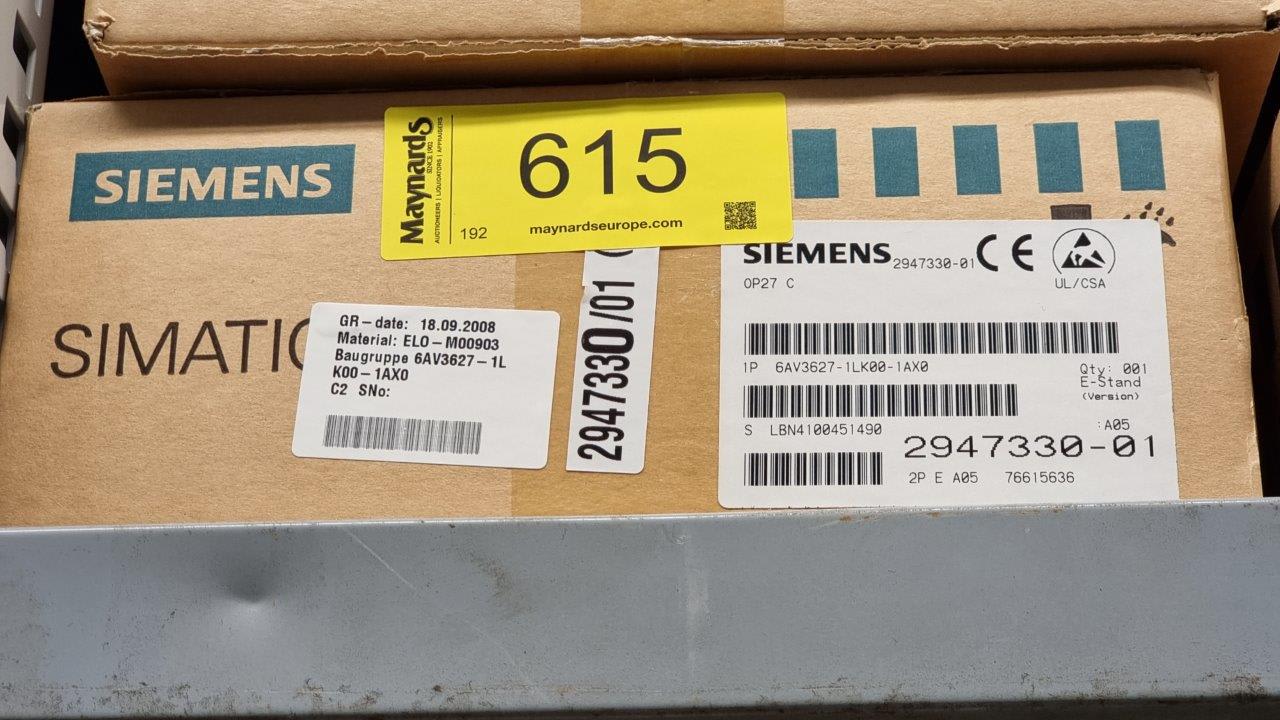 SIEMENS
Maynards
SINCE 1902
AUCTIONEERS | LIQUIDATORS | APPRAISERS
192
615
maynardseurope.com
SIMATIC
GR-date: 18.09.2008
Material: ELO-M00903
Baugruppe 6AV3627-1L
K00-1AX0
C2 SNo:
2947330/01
SIEMENS 2947330-01 CE
OP27 C
UL/CSA
1P 6AV3627-1LK00-1AX0
Qty: 001
E-Stand
(Version)
S LBN4100451490
:A05
2947330-01
2P E A05 76615636